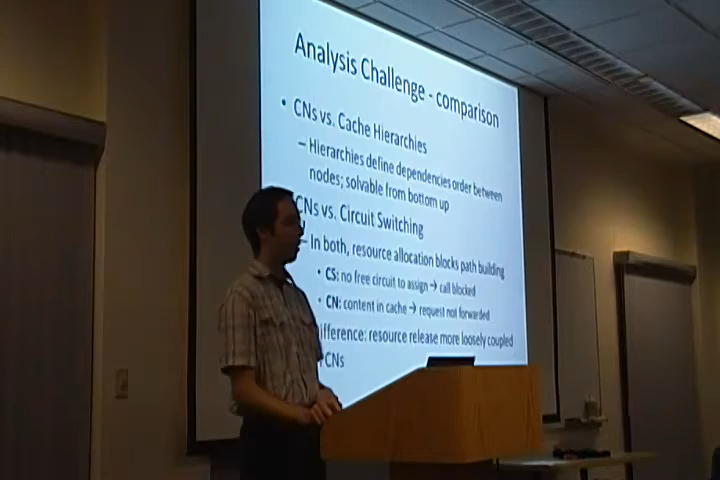 Analysis Challenge - comparison
• CNs vs. Cache Hierarchies
– Hierarchies define dependencies order between
nodes; solvable from bottom up
CNs vs. Circuit Switching
– In both, resource allocation blocks path building
• CS: no free circuit to assign → call blocked
• CN: content in cache → request not forwarded
ifference: resource release more loosely coupled
CNs